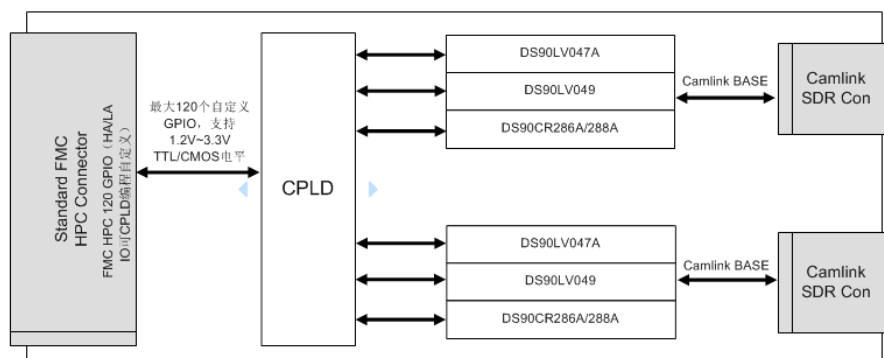 Standard FMC
HPC Connector
FMC HPC 120 GPIO（HA/LA
IO可CPLD编程自定义）
最大120个自定义
GPIO，支持
1.2V~3.3V
TTL/CMOS电平
CPLD
DS90LV047A
DS90LV049
DS90CR286A/288A
Camlink BASE
Camlink
SDR Con
DS90LV047A
DS90LV049
DS90CR286A/288A
Camlink BASE
Camlink
SDR Con